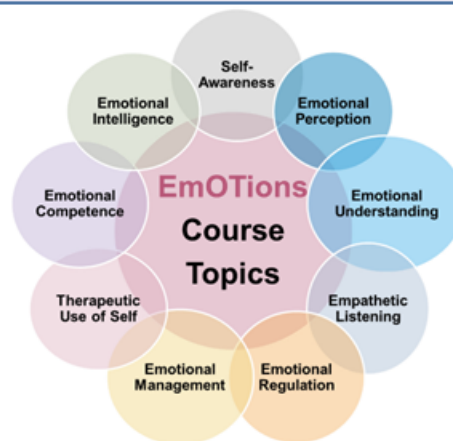 EmOTions
Course
Topics
Self-
Awareness
Emotional
Perception
Emotional
Understanding
Empathetic
Listening
Emotional
Regulation
Emotional
Management
Therapeutic
Use of Self
Emotional
Competence
Emotional
Intelligence